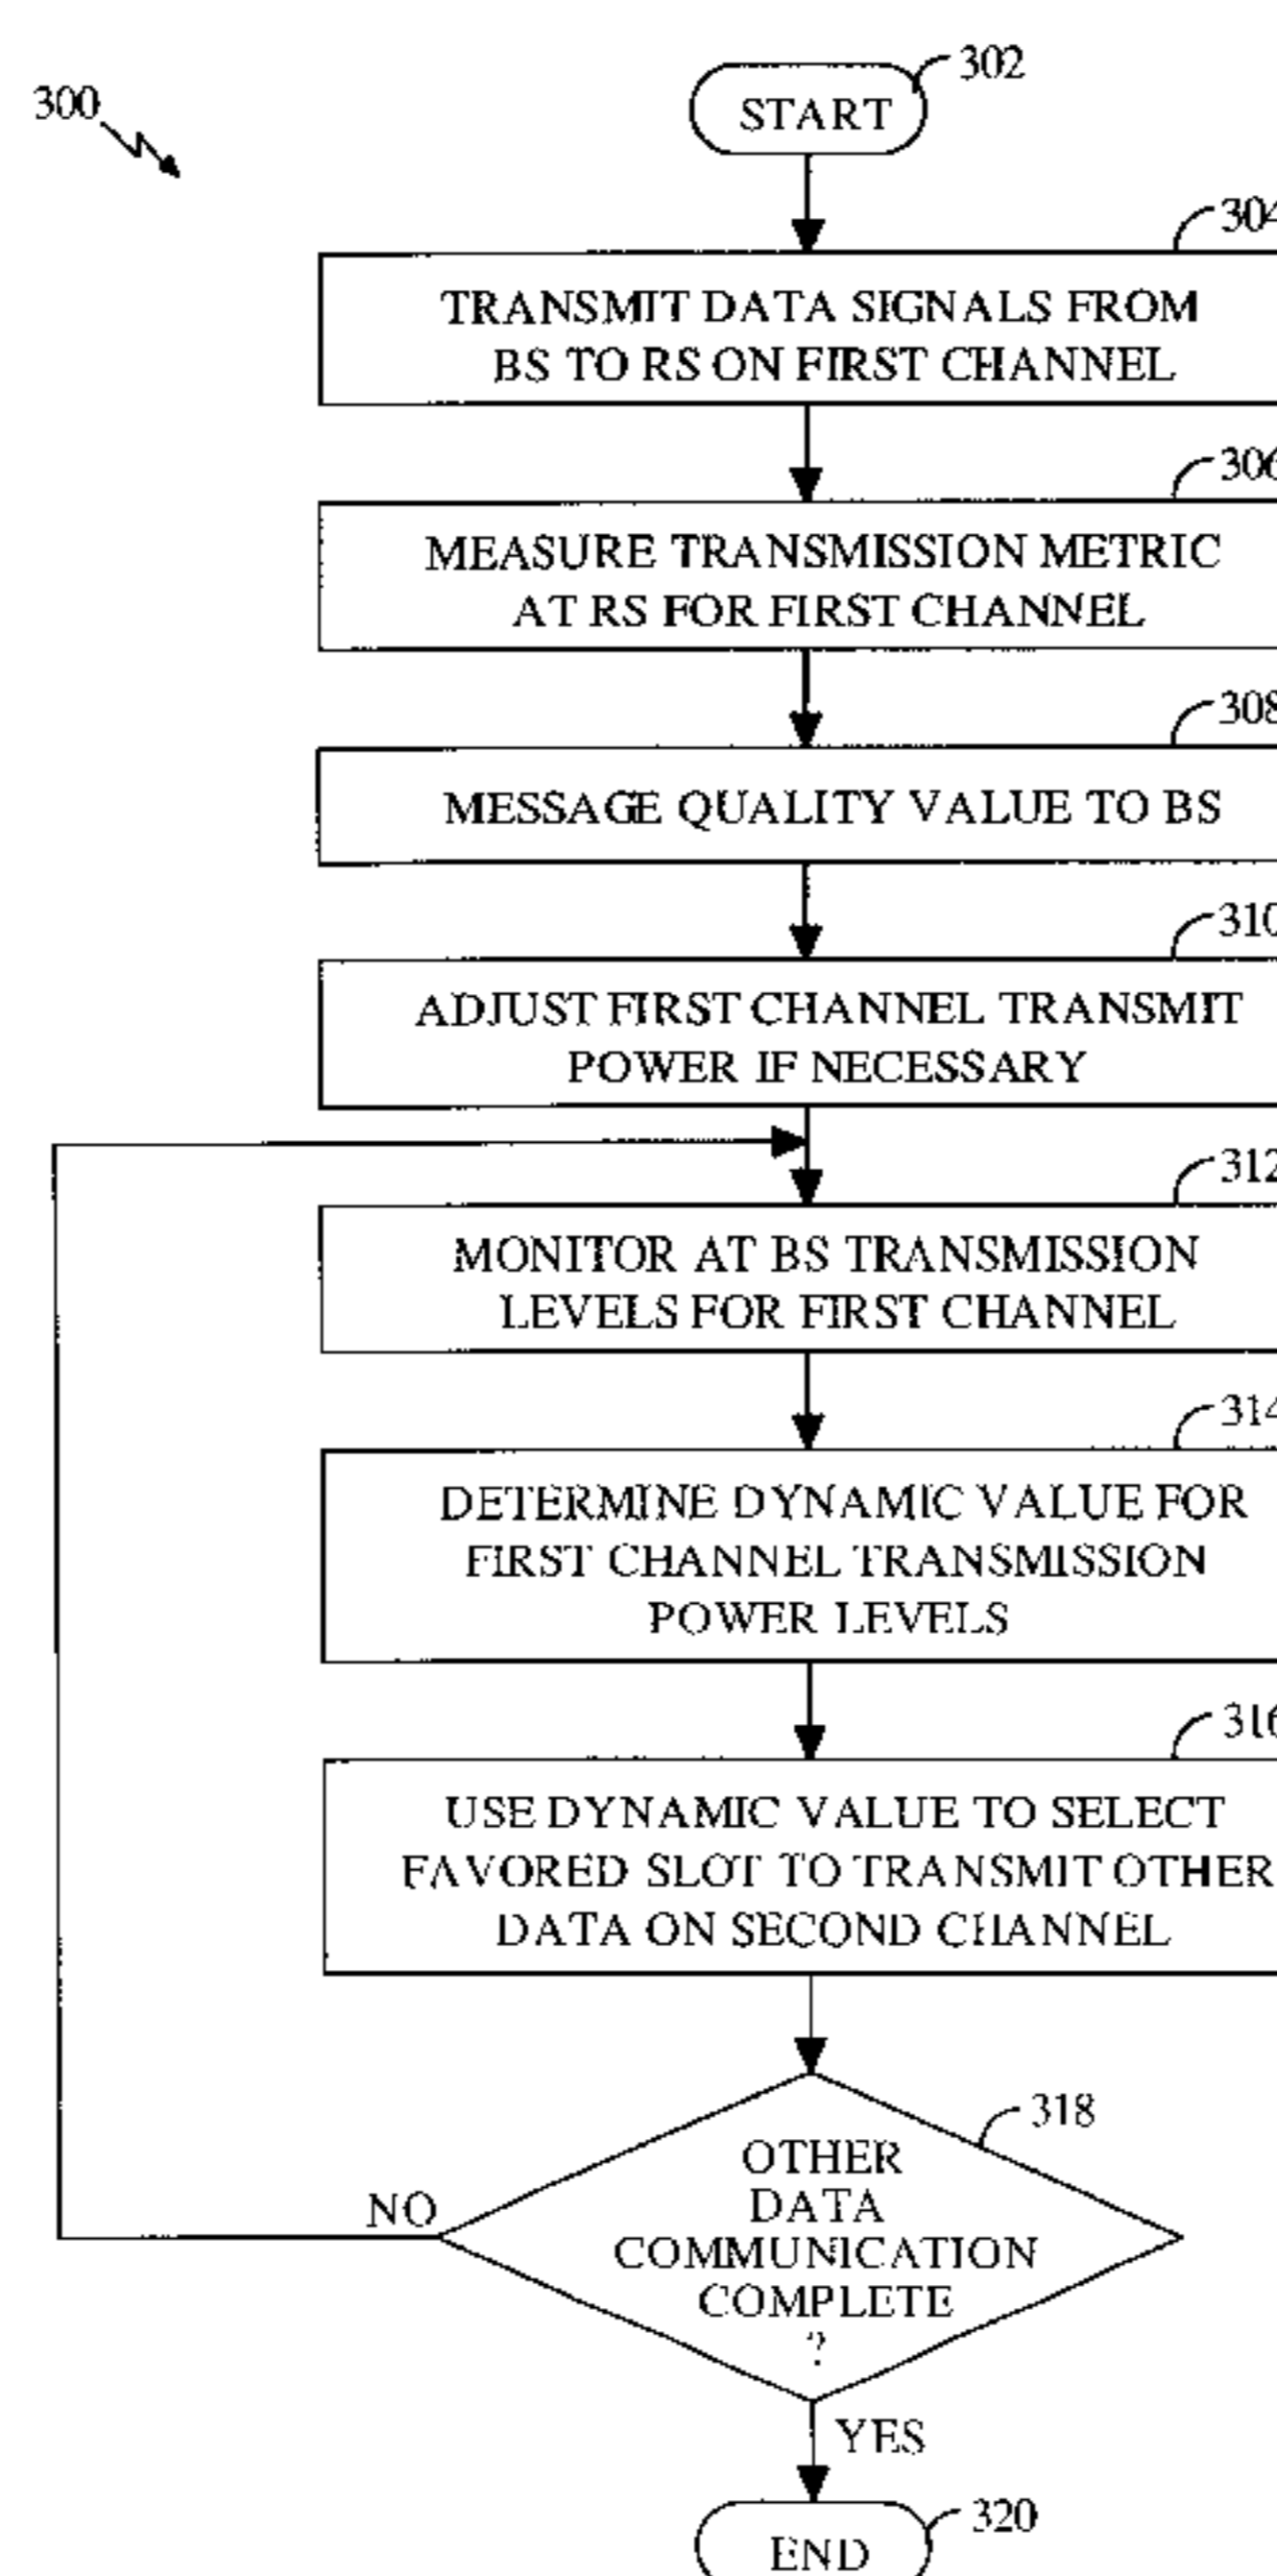 302
300
START
304
TRANSMIT DATA SIGNALS FROM
BS TO RS ON FIRST CHANNEL
306
MEASURE TRANSMISSION METRIC
AT RS FOR FIRST CHANNEL
308
MESSAGE QUALITY VALUE TO BS
310
ADJUST FIRST CHANNEL TRANSMIT
POWER IF NECESSARY
312
MONITOR AT BS TRANSMISSION
LEVELS FOR FIRST CHANNEL
314
DETERMINE DYNAMIC VALUE FOR
FIRST CHANNEL TRANSMISSION
POWER LEVELS
316
USE DYNAMIC VALUE TO SELECT
FAVORED SLOT TO TRANSMIT OTHER
DATA ON SECOND CHANNEL
318
OTHER
DATA
COMMUNICATION
COMPLETE
?
NO
YES
320
END